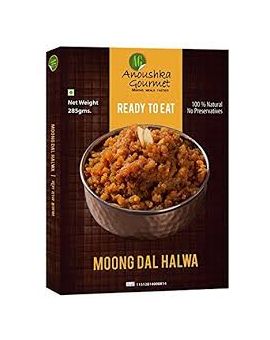 Anoushka
Gourmet
READY TO EAT
Net Weight
285gms.
100% Natural
No Preservatives
MOONG DAL HALWA
MOONG DAL HALWA